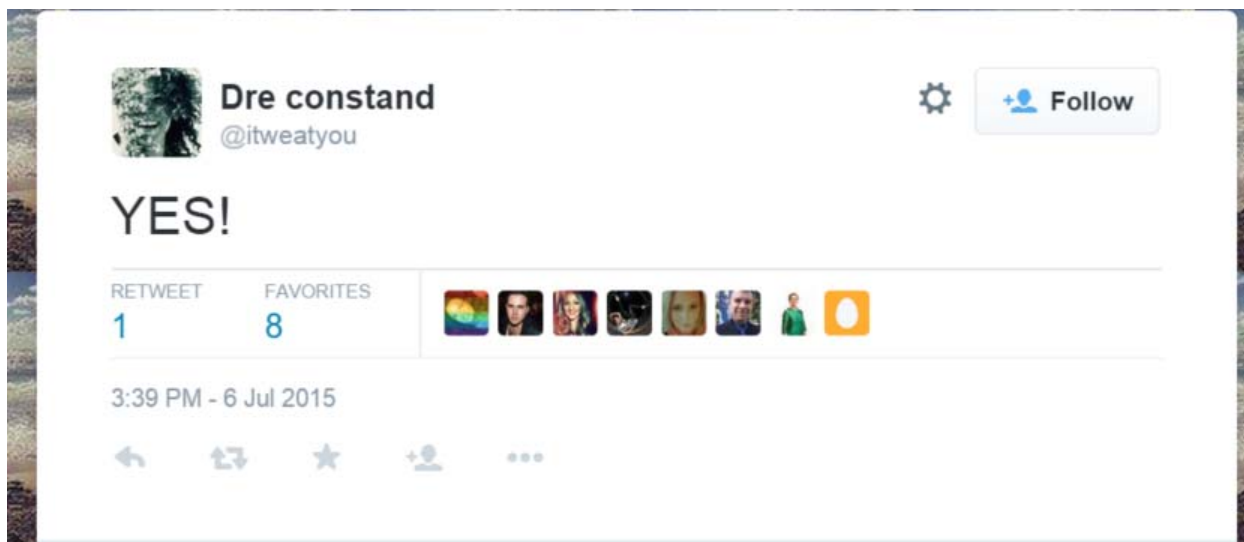 Dre constand
@itweatyou
Follow
YES!
RETWEET FAVORITES
1 8
3:39 PM - 6 Jul 2015